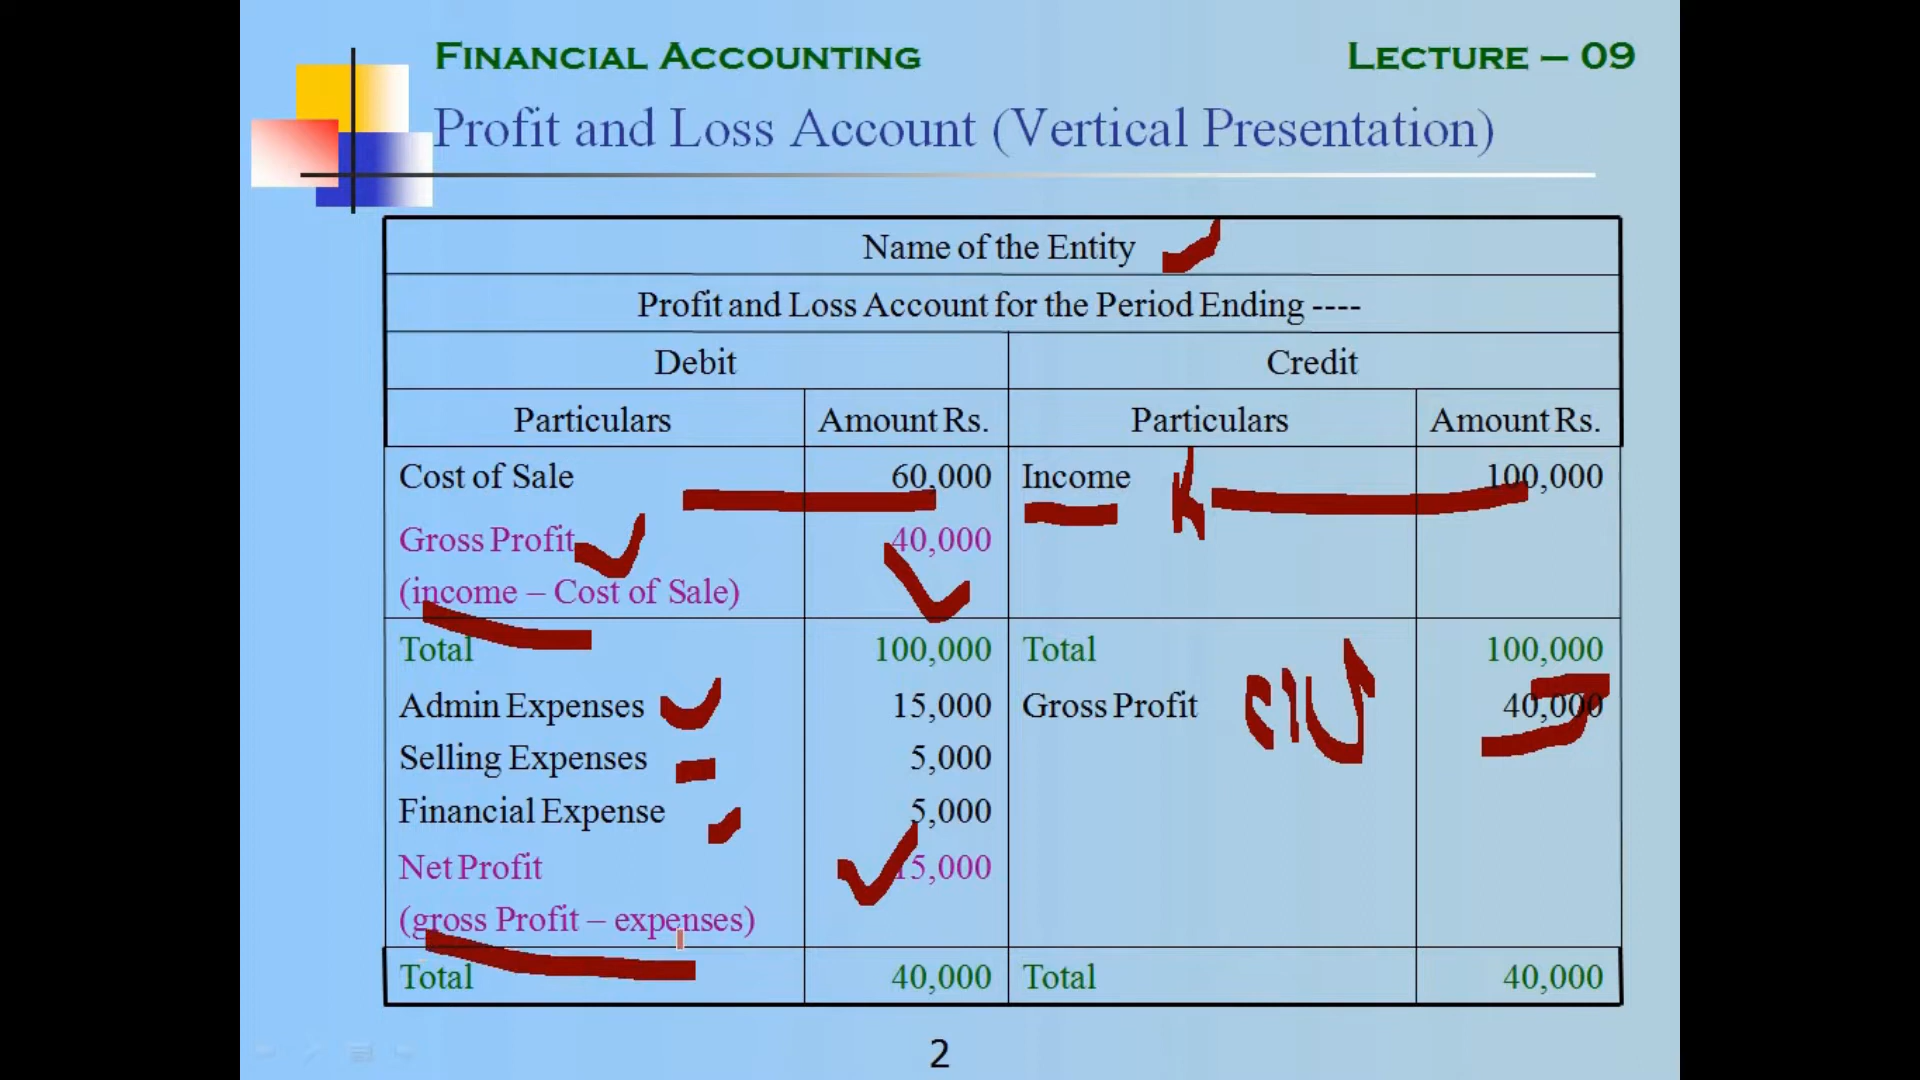 FINANCIAL ACCOUNTING LECTURE – 09
Profit and Loss Account (Vertical Presentation)
Name of the Entity
Profit and Loss Account for the Period Ending ----
Debit Credit
Particulars Amount Rs. Particulars Amount Rs.
Cost of Sale 60,000 Income 100,000
Gross Profit 40,000
(income – Cost of Sale)
Total 100,000 Total 100,000
Admin Expenses 15,000 Gross Profit 40,000
Selling Expenses 5,000
Financial Expense 5,000
Net Profit 15,000
(gross Profit – expenses)
Total 40,000 Total 40,000
2